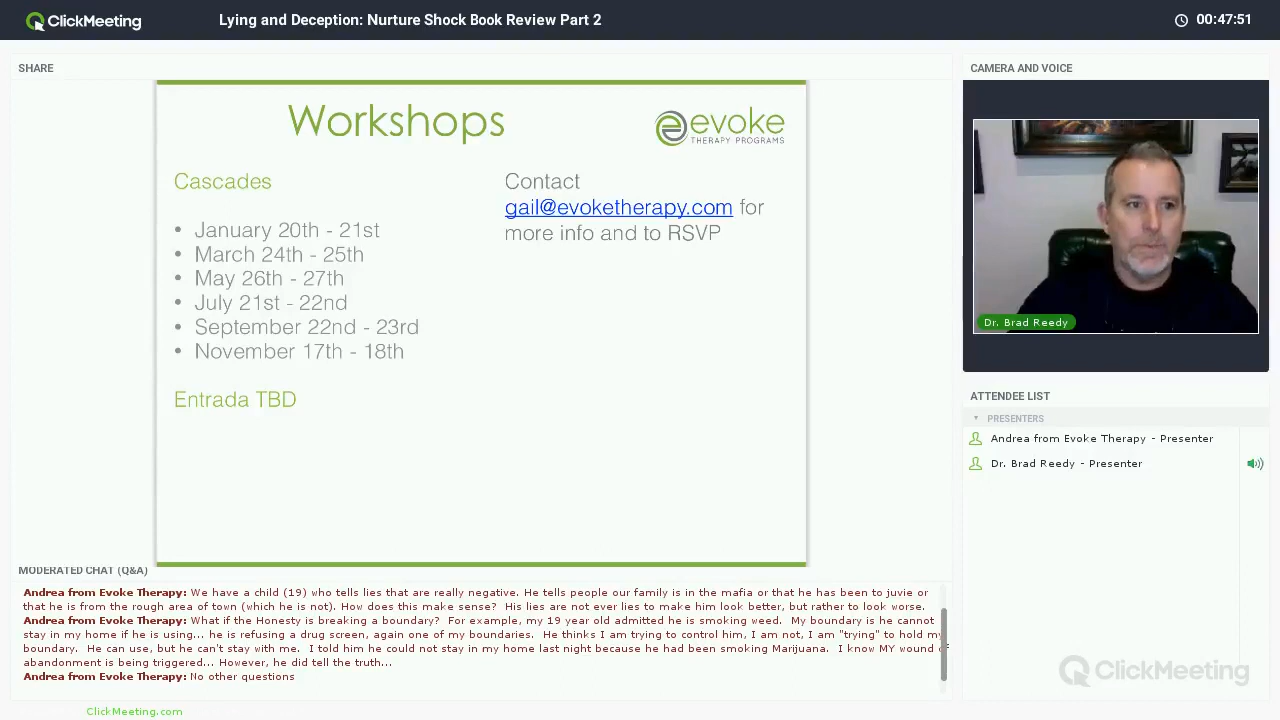 ClickMeeting
Lying and Deception: Nurture Shock Book Review Part 2
00:47:51
SHARE
CAMERA AND VOICE
Workshops
evoke
THERAPY PROGRAMS
Cascades
• January 20th - 21st
• March 24th - 25th
• May 26th - 27th
• July 21st - 22nd
• September 22nd - 23rd
• November 17th - 18th
Entrada TBD
Contact
gail@evoketherapy.com for
more info and to RSVP
Dr. Brad Reedy
ATTENDEE LIST
PRESENTERS
Andrea from Evoke Therapy - Presenter
Dr. Brad Reedy - Presenter
MODERATED CHAT (Q&A)
Andrea from Evoke Therapy: We have a child (19) who tells lies that are really negative. He tells people our family is in the mafia or that he has been to juvie or
that he is from the rough area of town (which he is not). How does this make sense? His lies are not ever lies to make him look better, but rather to look worse.
Andrea from Evoke Therapy: What if the Honesty is breaking a boundary? For example, my 19 year old admitted he is smoking weed. My boundary is he cannot
stay in my home if he is using... he is refusing a drug screen, again one of my boundaries. He thinks I am trying to control him, I am not, I am "trying" to hold my
boundary. He can use, but he can't stay with me. I told him he could not stay in my home last night because he had been smoking Marijuana. I know MY wound of
abandonment is being triggered... However, he did tell the truth...
Andrea from Evoke Therapy: No other questions
ClickMeeting
ClickMeeting.com